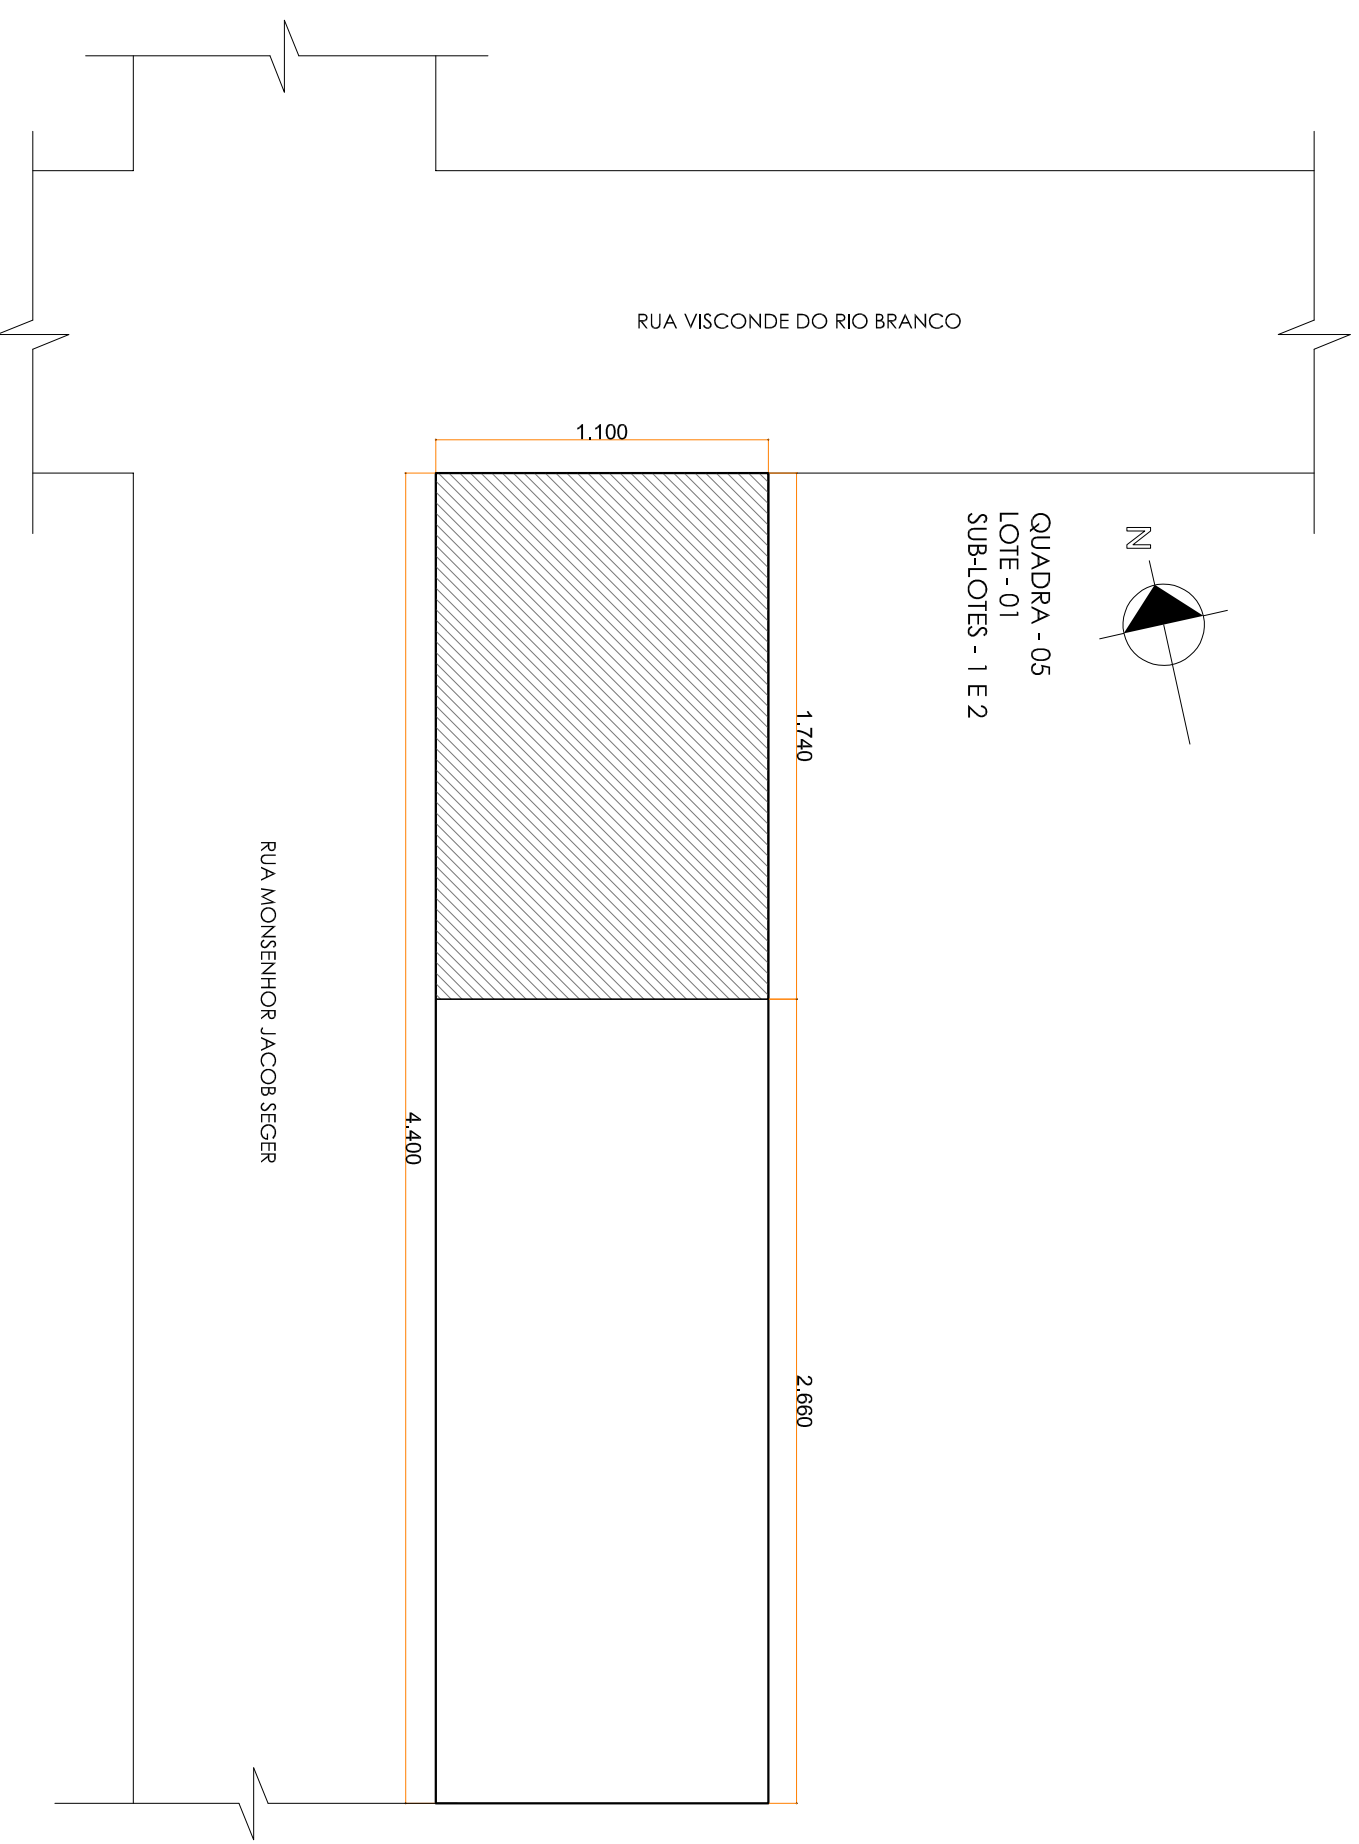 RUA VISCONDE DO RIO BRANCO
1.100
N
QUADRA - 05
LOTE - 01
SUB-LOTES - 1 E 2
1.740
RUA MONSENHOR JACOB SEGER
4.400
2.660